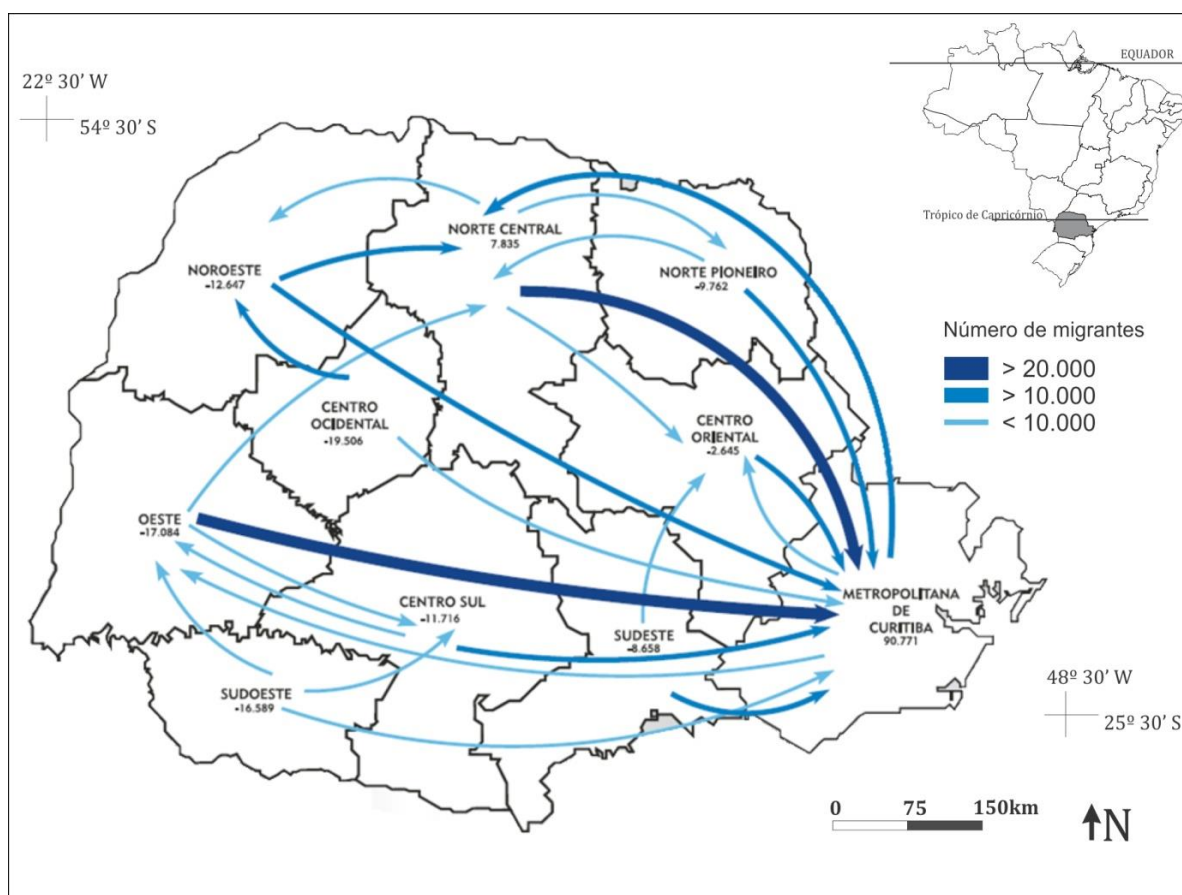 EQUADOR
Trópico de Capricórnio
22º 30’ W
54º 30’ S
NORTE CENTRAL
7.835
NOROESTE
-12.647
NORTE PIONEIRO
-9.762
Número de migrantes
> 20.000
> 10.000
< 10.000
CENTRO
OCIDENTAL
-19.506
CENTRO
ORIENTAL
-2.645
OESTE
-17.084
CENTRO SUL
-11.716
SUDESTE
-8.658
METROPOLITANA
DE
CURITIBA
90.771
SUDOESTE
-16.589
48º 30’ W
25º 30’ S
0 75 150km
N